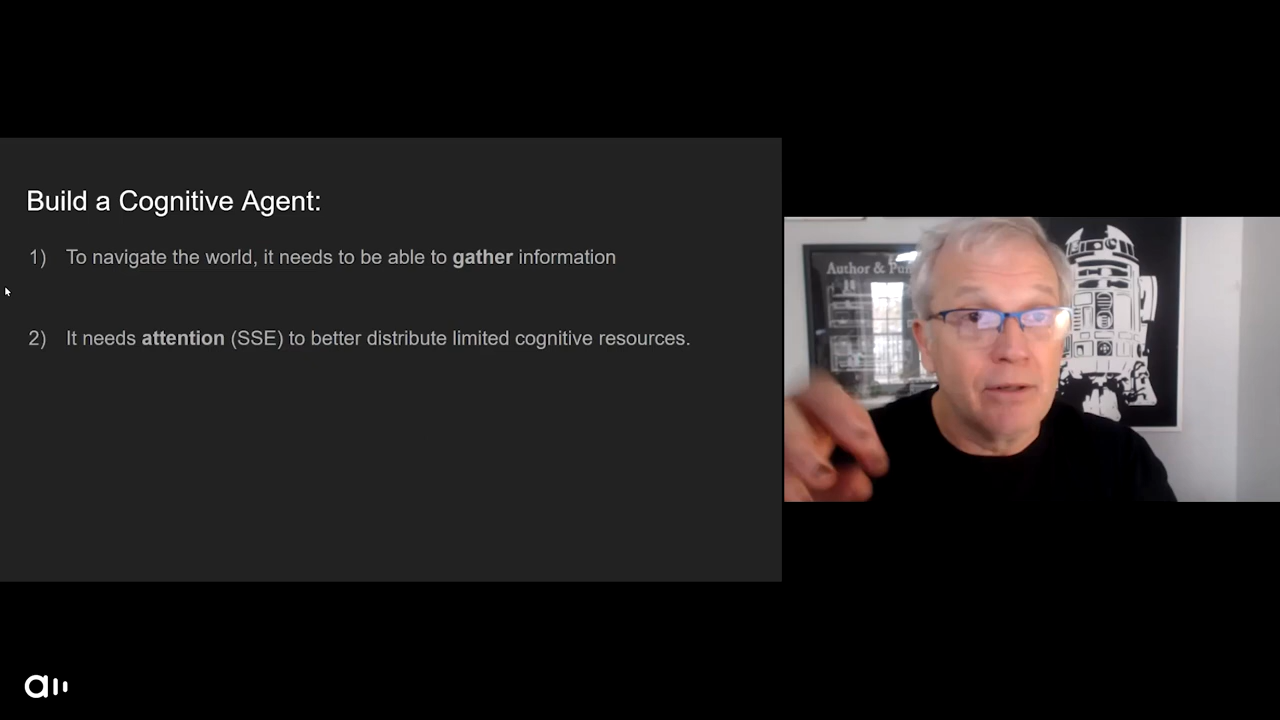 Build a Cognitive Agent:
1) To navigate the world, it needs to be able to gather information
2) It needs attention (SSE) to better distribute limited cognitive resources.
Author &